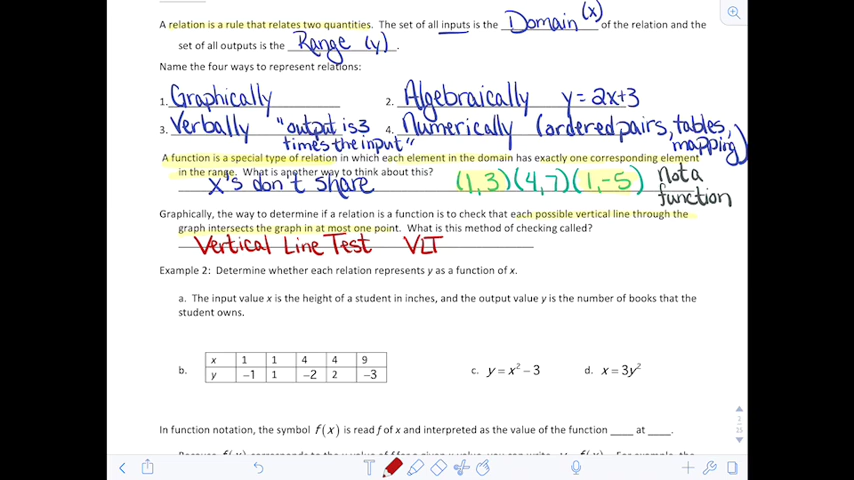 A relation is a rule that relates two quantities. The set of all inputs is the Domain (x) of the relation and the
set of all outputs is the Range (y).
Name the four ways to represent relations:
1. Graphically 2. Algebraically y = 2x+3
3. Verbally "output is 3 times the input" 4. Numerically (ordered pairs, tables, mapping)
A function is a special type of relation in which each element in the domain has exactly one corresponding element
in the range. What is another way to think about this?
x's don't share (1,3)(4,7)(1,-5) Not a function
Graphically, the way to determine if a relation is a function is to check that each possible vertical line through the
graph intersects the graph in at most one point. What is this method of checking called?
Vertical Line Test VLT
Example 2: Determine whether each relation represents y as a function of x.
a. The input value x is the height of a student in inches, and the output value y is the number of books that the
student owns.
b. x 1 1 4 4 9
y −1 1 −2 2 −3
c. y = x² − 3 d. x = 3y²
In function notation, the symbol f(x) is read f of x and interpreted as the value of the function ____ at ____.